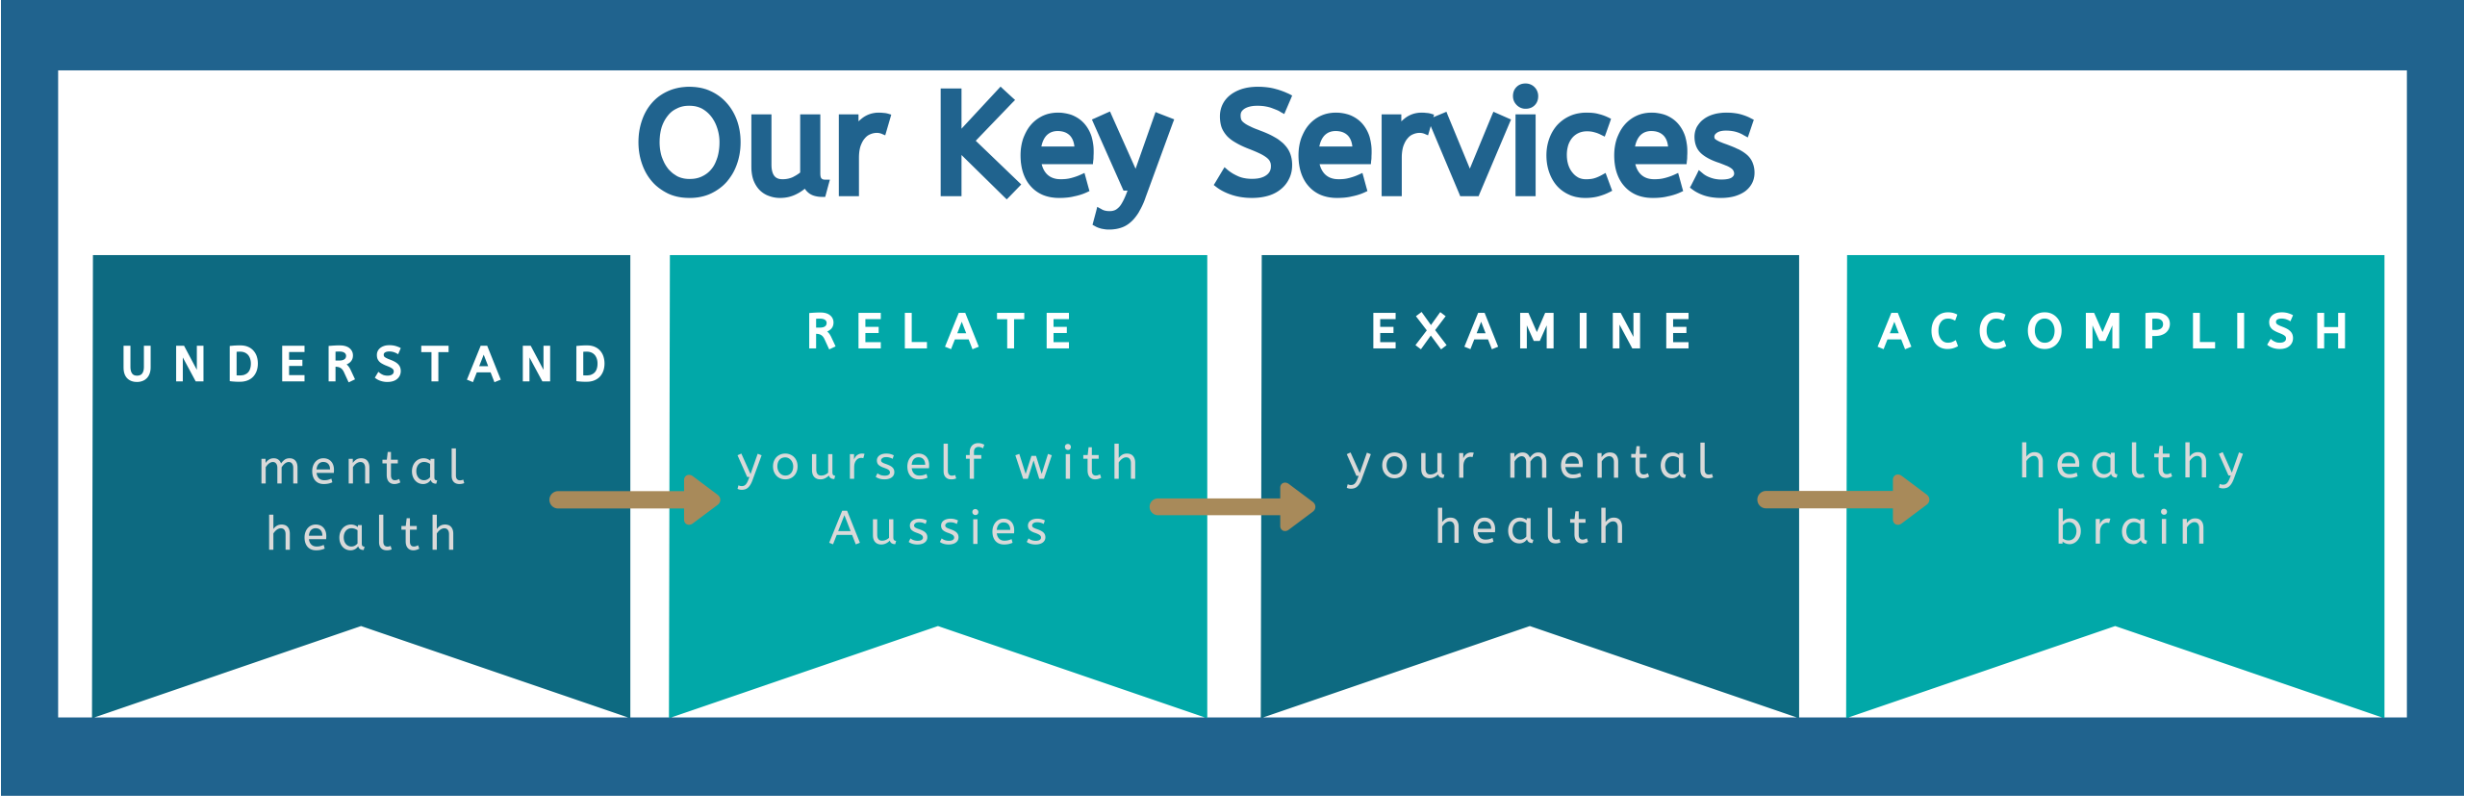 Our Key Services
UNDERSTAND
mental
health
RELATE
yourself with
Aussies
EXAMINE
your mental
health
ACCOMPLISH
healthy
brain